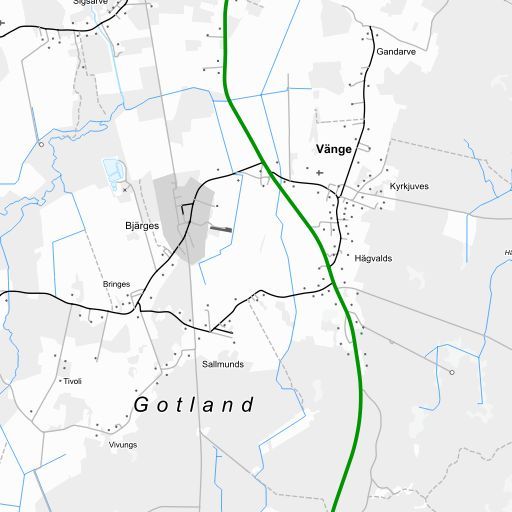 Sigsarve
Gandarve
Vänge
Kyrkjuves
Bjärges
Hägvalds
Bringes
Sallmunds
Tivoli
Gotland
Vivungs